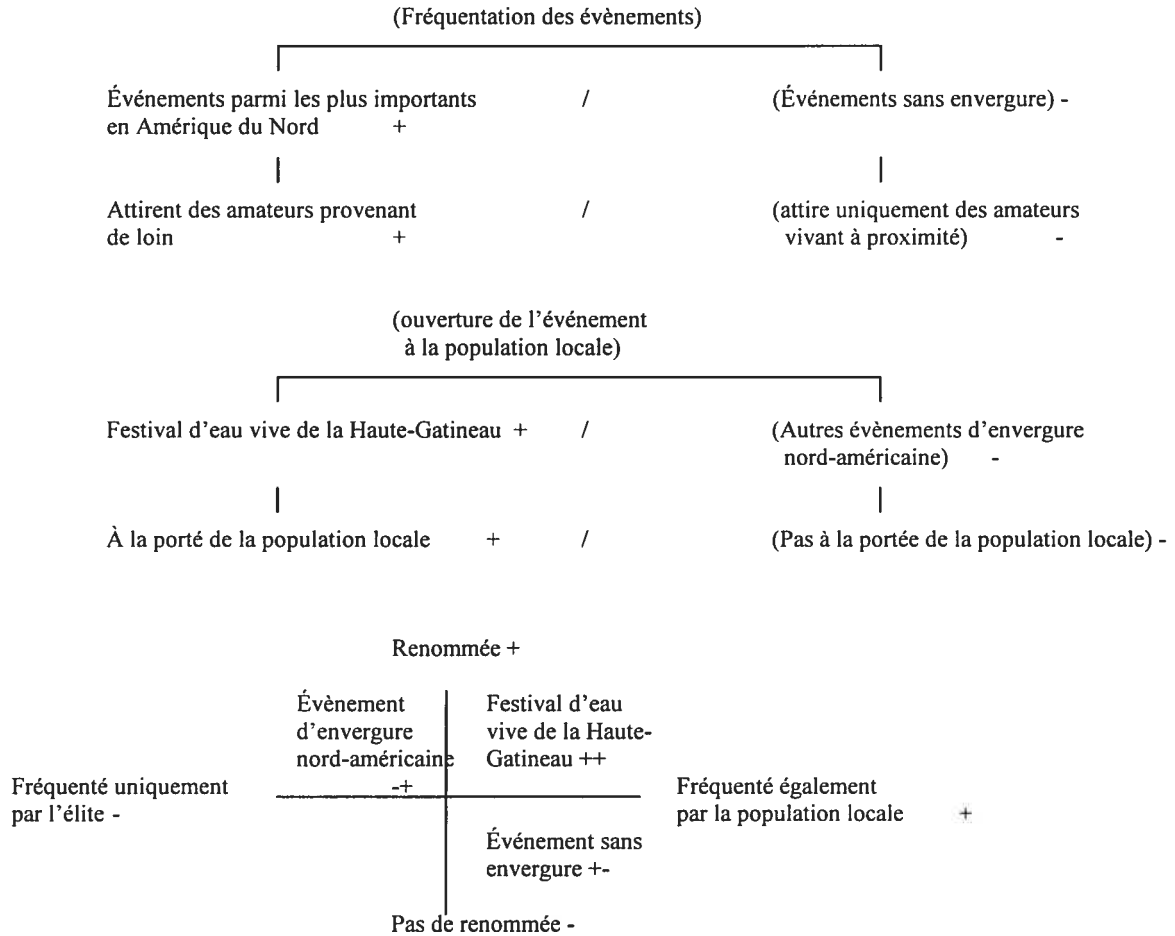 (Fréquentation des évènements)
Événements parmi les plus importants / (Événements sans envergure) -
en Amérique du Nord +
Attirent des amateurs provenant / (attire uniquement des amateurs
de loin + vivant à proximité) -
(ouverture de l'événement
à la population locale)
Festival d'eau vive de la Haute-Gatineau + / (Autres évènements d'envergure
nord-américaine) -
À la porté de la population locale + / (Pas à la portée de la population locale) -
Renommée +
Évènement
d'envergure
nord-américaine
-+
Festival d'eau
vive de la Haute-
Gatineau ++
Fréquenté uniquement
par l'élite -
Fréquenté également
par la population locale +
Événement sans
envergure +-
Pas de renommée -